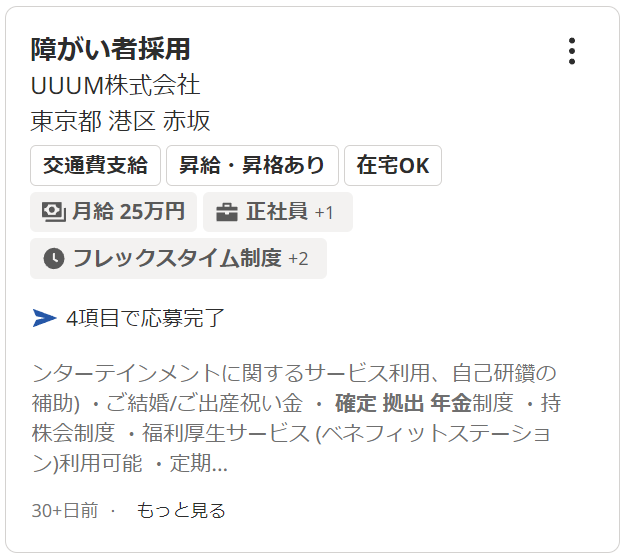 障がい者採用
UUUM株式会社
東京都 港区 赤坂
交通費支給 昇給・昇格あり 在宅OK
月給 25万円 正社員 +1
フレックスタイム制度 +2
4項目で応募完了
ンターテインメントに関するサービス利用、自己研鑽の
補助) ・ご結婚/ご出産祝い金 ・ 確定 拠出 年金制度 ・持
株会制度 ・福利厚生サービス (ベネフィットステーショ
ン)利用可能 ・定期...
30+日前 · もっと見る